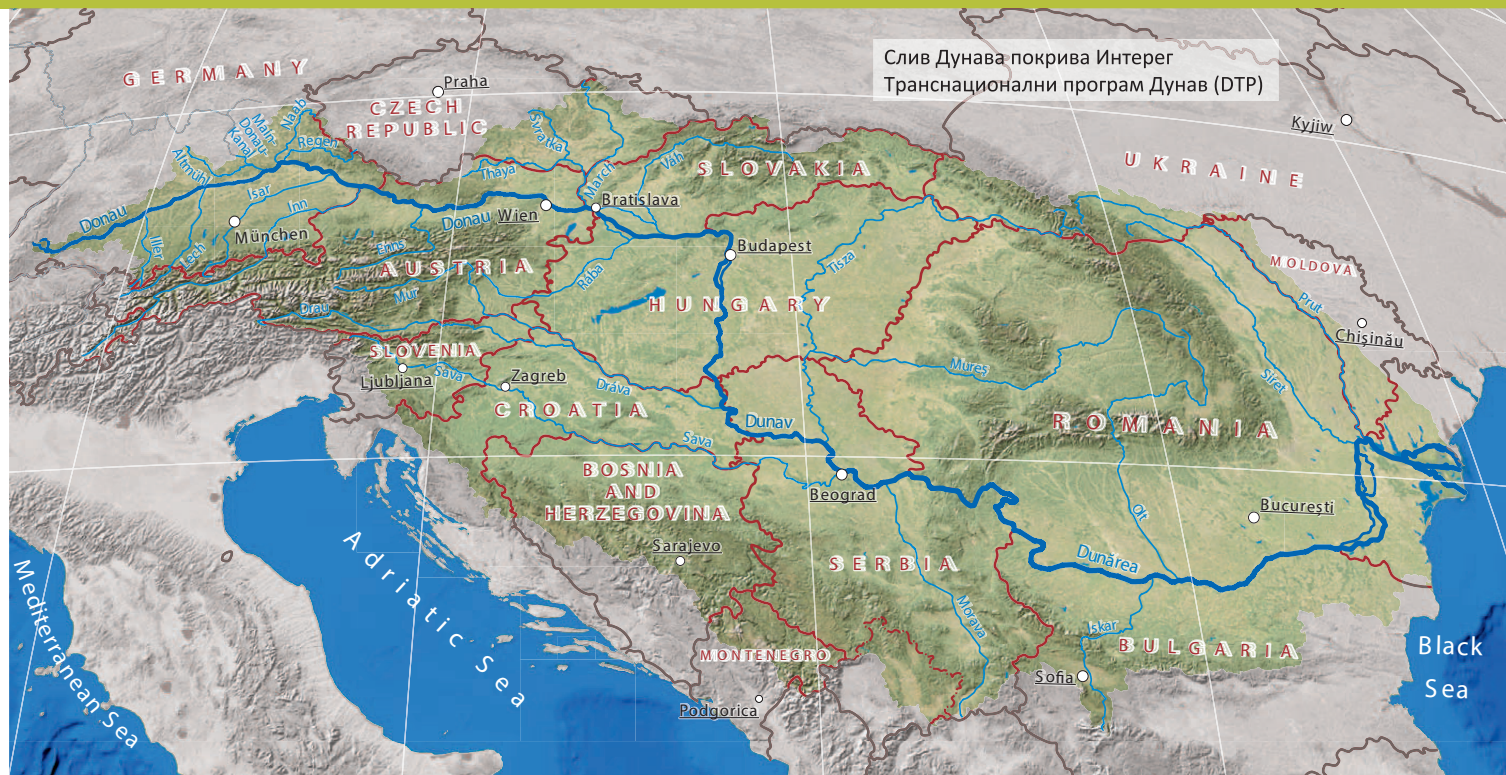 Слив Дунава покрива Интерег
Транснационални програм Дунав (DTP)
GERMANY
Praha
CZECH
REPUBLIC
Kyjiw
UKRAINE
Naab
Main-
Donau-
Kanal
Altmühl
Regen
Svratka
Thaya
March
Váh
SLOVAKIA
Donau
Isar
Inn
München
Iller
Lech
Donau
Wien
Bratislava
Budapest
Enns
AUSTRIA
Rába
Tisza
MOLDOVA
Mur
Drau
HUNGARY
Prut
Chişinău
SLOVENIA
Ljubljana
Sava
Zagreb
Dráva
Mureş
Siret
CROATIA
Dunav
ROMANIA
Sava
BOSNIA
AND
HERZEGOVINA
Beograd
Olt
Bucureşti
Sarajevo
SERBIA
Dunărea
Adriatic Sea
Mediterranean Sea
Morava
Iskar
BULGARIA
Black
Sea
MONTENEGRO
Sofia
Podgorica